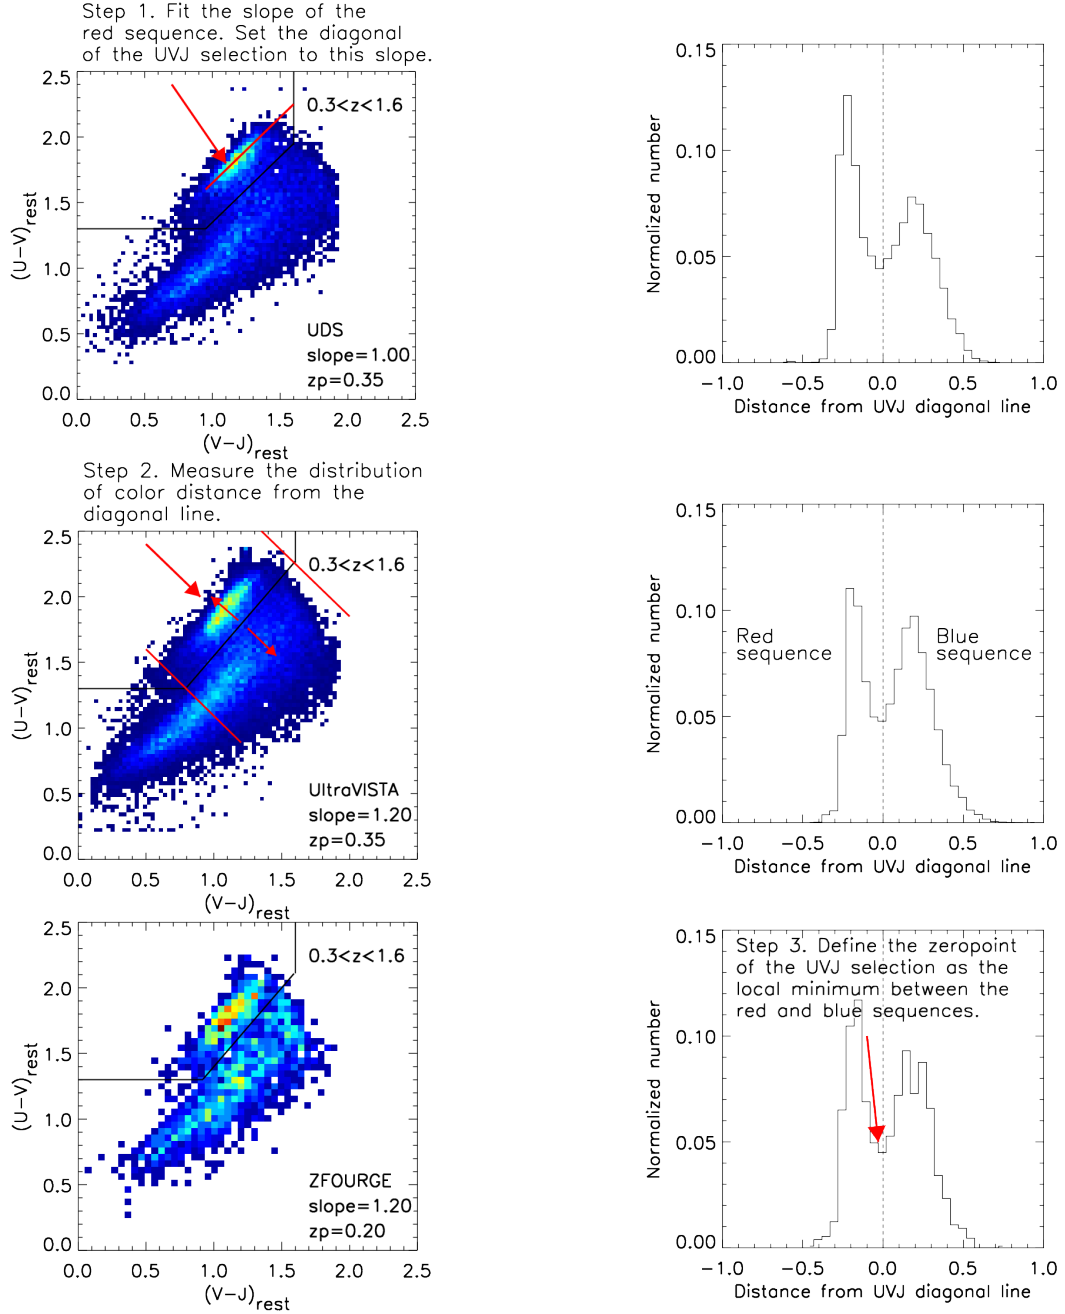 Step 1. Fit the slope of the
red sequence. Set the diagonal
of the UVJ selection to this slope.
2.5
2.0
1.5
1.0
0.5
0.0
(U−V)rest
0.3<z<1.6
UDS
slope=1.00
zp=0.35
0.0 0.5 1.0 1.5 2.0 2.5
(V−J)rest
0.15
0.10
0.05
0.00
Normalized number
−1.0 −0.5 0.0 0.5 1.0
Distance from UVJ diagonal line
Step 2. Measure the distribution
of color distance from the
diagonal line.
2.5
2.0
1.5
1.0
0.5
0.0
(U−V)rest
0.3<z<1.6
UltraVISTA
slope=1.20
zp=0.35
0.0 0.5 1.0 1.5 2.0 2.5
(V−J)rest
0.15
0.10
0.05
0.00
Normalized number
Red
sequence
Blue
sequence
−1.0 −0.5 0.0 0.5 1.0
Distance from UVJ diagonal line
2.5
2.0
1.5
1.0
0.5
0.0
(U−V)rest
0.3<z<1.6
ZFOURGE
slope=1.20
zp=0.20
0.0 0.5 1.0 1.5 2.0 2.5
(V−J)rest
0.15
0.10
0.05
0.00
Normalized number
Step 3. Define the zeropoint
of the UVJ selection as the
local minimum between the
red and blue sequences.
−1.0 −0.5 0.0 0.5 1.0
Distance from UVJ diagonal line